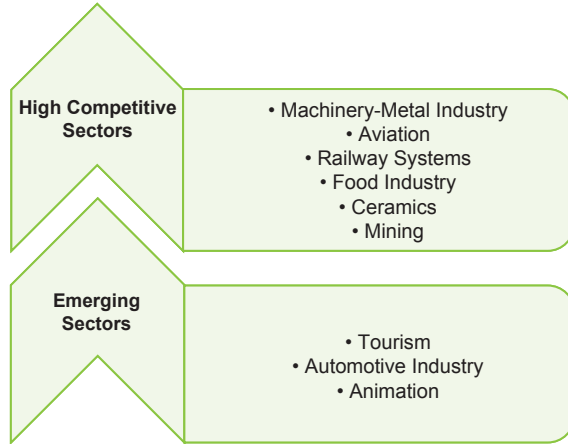 High Competitive
Sectors
• Machinery-Metal Industry
• Aviation
• Railway Systems
• Food Industry
• Ceramics
• Mining
Emerging
Sectors
• Tourism
• Automotive Industry
• Animation